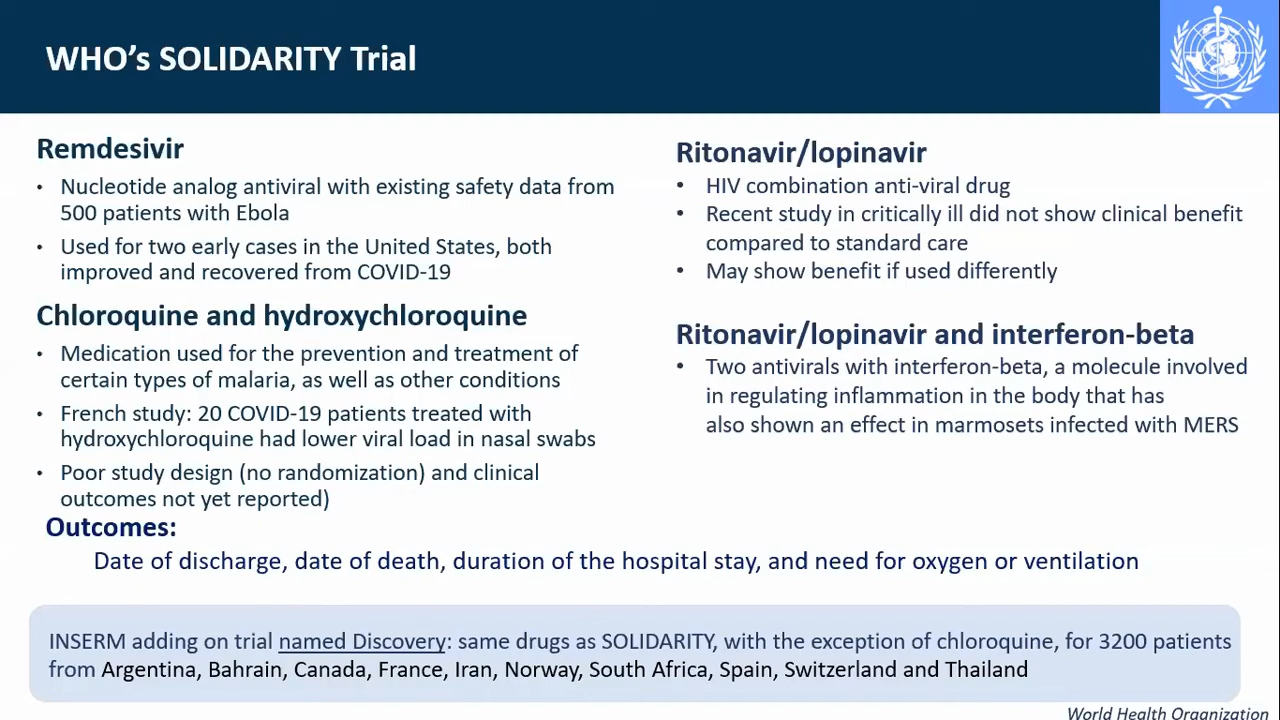 WHO's SOLIDARITY Trial
Remdesivir
• Nucleotide analog antiviral with existing safety data from
500 patients with Ebola
• Used for two early cases in the United States, both
improved and recovered from COVID-19
Chloroquine and hydroxychloroquine
• Medication used for the prevention and treatment of
certain types of malaria, as well as other conditions
• French study: 20 COVID-19 patients treated with
hydroxychloroquine had lower viral load in nasal swabs
• Poor study design (no randomization) and clinical
outcomes not yet reported)
Ritonavir/lopinavir
• HIV combination anti-viral drug
• Recent study in critically ill did not show clinical benefit
compared to standard care
• May show benefit if used differently
Ritonavir/lopinavir and interferon-beta
• Two antivirals with interferon-beta, a molecule involved
in regulating inflammation in the body that has
also shown an effect in marmosets infected with MERS
Outcomes:
Date of discharge, date of death, duration of the hospital stay, and need for oxygen or ventilation
INSERM adding on trial named Discovery: same drugs as SOLIDARITY, with the exception of chloroquine, for 3200 patients
from Argentina, Bahrain, Canada, France, Iran, Norway, South Africa, Spain, Switzerland and Thailand
World Health Organization